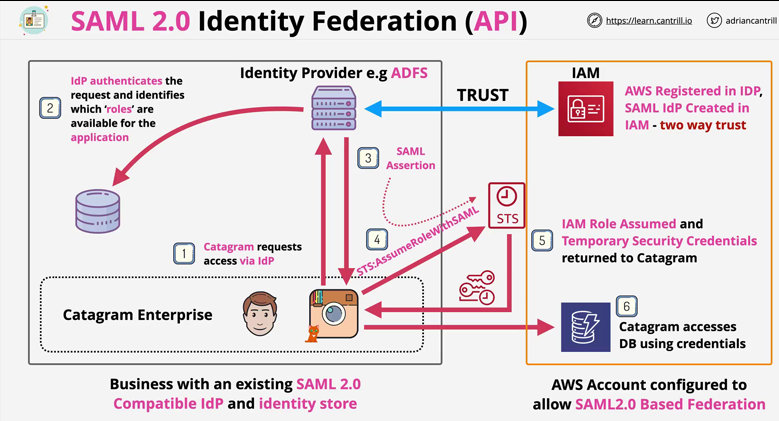 SAML 2.0 Identity Federation (API)
https://learn.cantrill.io
adriancantrill
2
IdP authenticates the
request and identifies
which ‘roles’ are
available for the
application
Identity Provider e.g ADFS
TRUST
IAM
AWS Registered in IDP,
SAML IdP Created in
IAM - two way trust
3
SAML
Assertion
1
Catagram requests
access via IdP
4
STS:AssumeRoleWithSAML
STS
5
IAM Role Assumed and
Temporary Security Credentials
returned to Catagram
Catagram Enterprise
6
Catagram accesses
DB using credentials
Business with an existing SAML 2.0
Compatible IdP and identity store
AWS Account configured to
allow SAML2.0 Based Federation